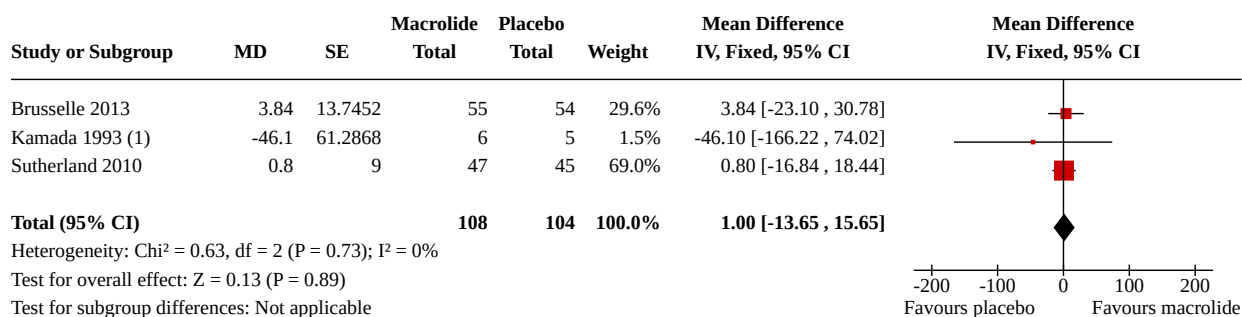 Macrolide Placebo Mean Difference Mean Difference
Study or Subgroup MD SE Total Total Weight IV, Fixed, 95% CI IV, Fixed, 95% CI
Brusselle 2013 3.84 13.7452 55 54 29.6% 3.84 [-23.10 , 30.78]
Kamada 1993 (1) -46.1 61.2868 6 5 1.5% -46.10 [-166.22 , 74.02]
Sutherland 2010 0.8 9 47 45 69.0% 0.80 [-16.84 , 18.44]
Total (95% CI) 108 104 100.0% 1.00 [-13.65 , 15.65]
Heterogeneity: Chi² = 0.63, df = 2 (P = 0.73); I² = 0%
Test for overall effect: Z = 0.13 (P = 0.89) -200 -100 0 100 200
Test for subgroup differences: Not applicable Favours placebo Favours macrolide